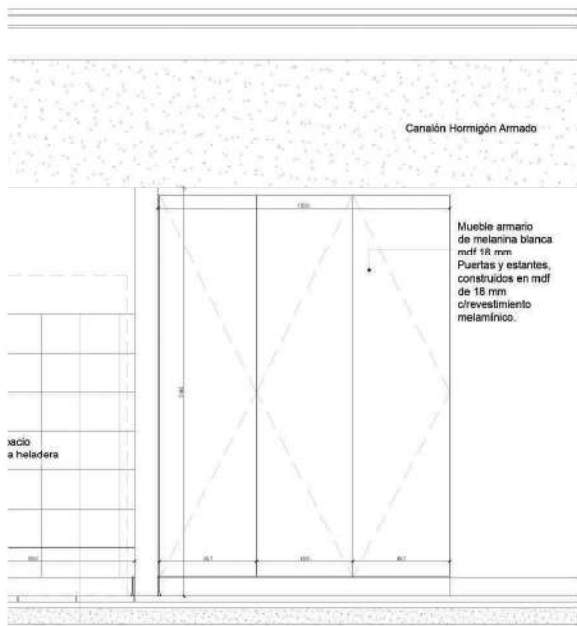 Canalón Hormigón Armado
Mueble armario
de melanina blanca
mdf 18 mm
Puertas y estantes,
construidos en mdf
de 18 mm
c/revestimiento
melamínico.
a heladera